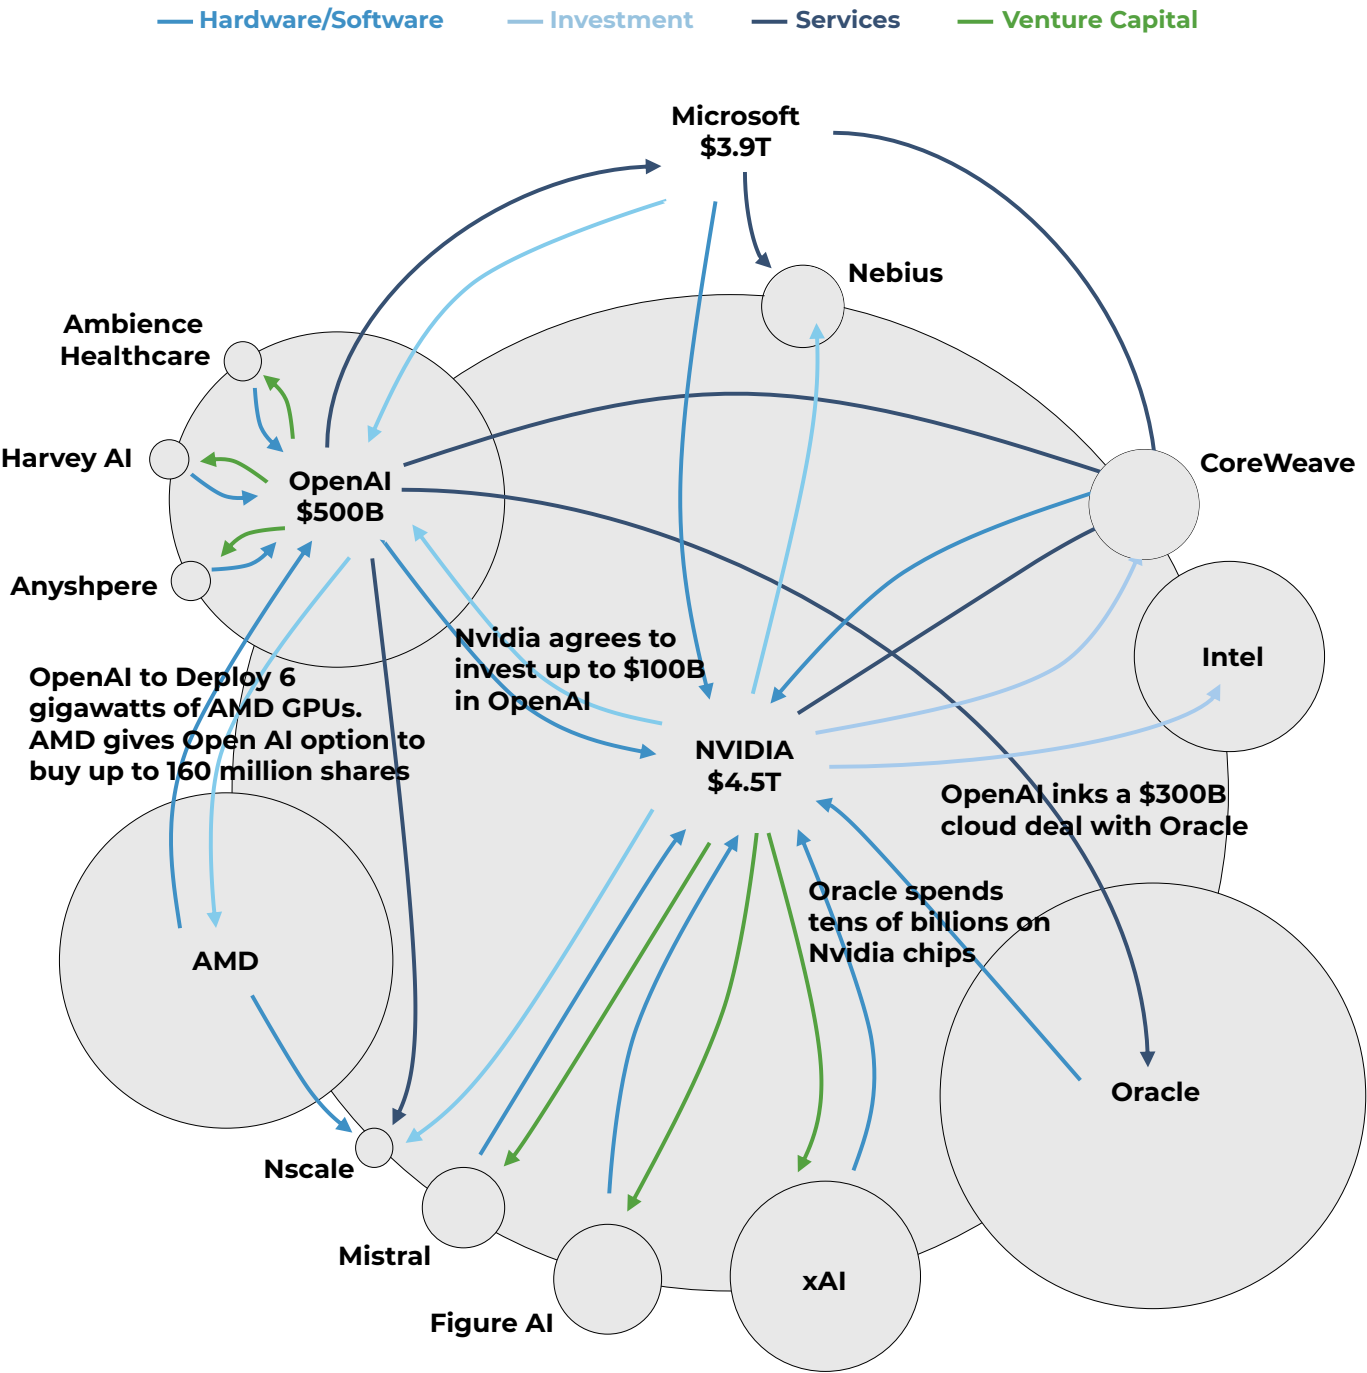 Hardware/Software
Investment
Services
Venture Capital
Microsoft
$3.9T
Nebius
Ambience
Healthcare
Harvey AI
OpenAI
$500B
CoreWeave
Anyshpere
Nvidia agrees to
invest up to $100B
in OpenAI
Intel
OpenAI to Deploy 6
gigawatts of AMD GPUs.
AMD gives Open AI option to
buy up to 160 million shares
NVIDIA
$4.5T
OpenAI inks a $300B
cloud deal with Oracle
Oracle spends
tens of billions on
Nvidia chips
AMD
Oracle
Nscale
Mistral
xAI
Figure AI